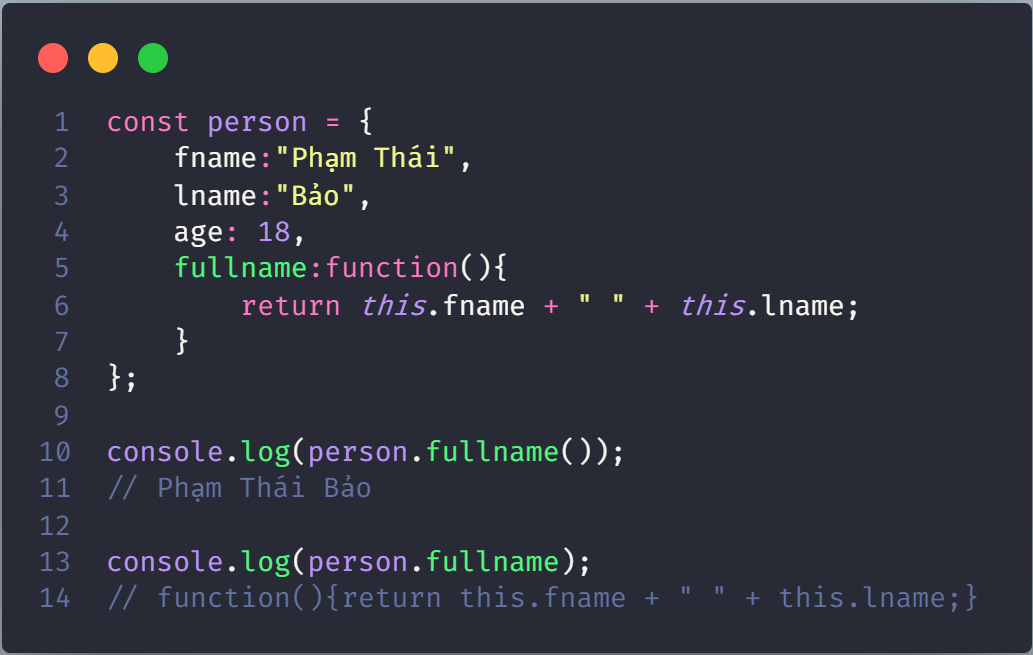 1 const person = {
2     fname:"Phạm Thái",
3     lname:"Bảo",
4     age: 18,
5     fullname:function(){
6         return this.fname + " " + this.lname;
7     }
8 };
9
10 console.log(person.fullname());
11 // Phạm Thái Bảo
12
13 console.log(person.fullname);
14 // function(){return this.fname + " " + this.lname;}